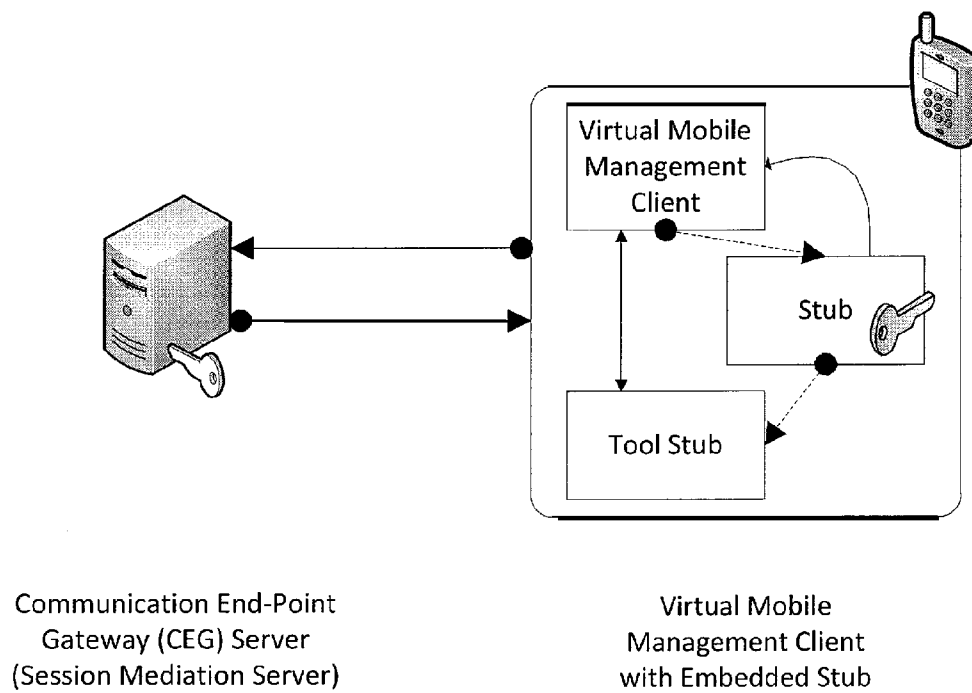 Virtual Mobile
Management
Client
Stub
Tool Stub
Communication End-Point
Gateway (CEG) Server
(Session Mediation Server)
Virtual Mobile
Management Client
with Embedded Stub